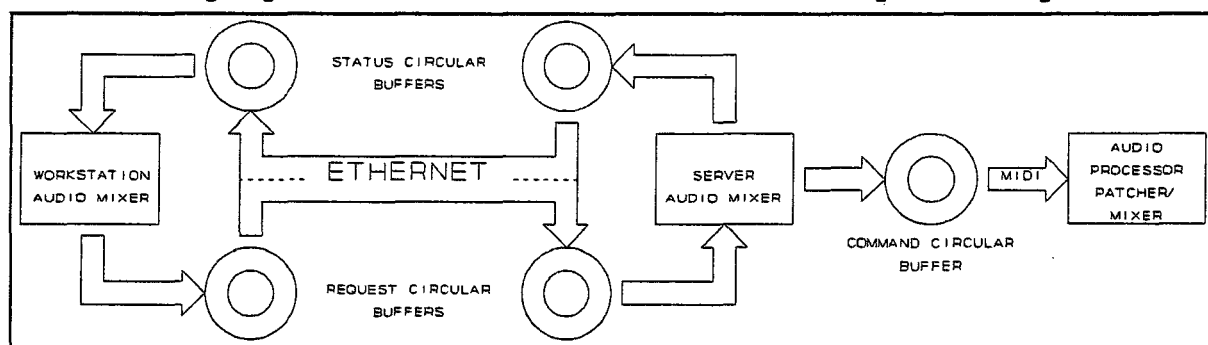 STATUS CIRCULAR
BUFFERS
WORKSTATION
AUDIO MIXER
ETHERNET
SERVER
AUDIO MIXER
MIDI
AUDIO
PROCESSOR
PATCHER/
MIXER
COMMAND CIRCULAR
BUFFER
REQUEST CIRCULAR
BUFFERS